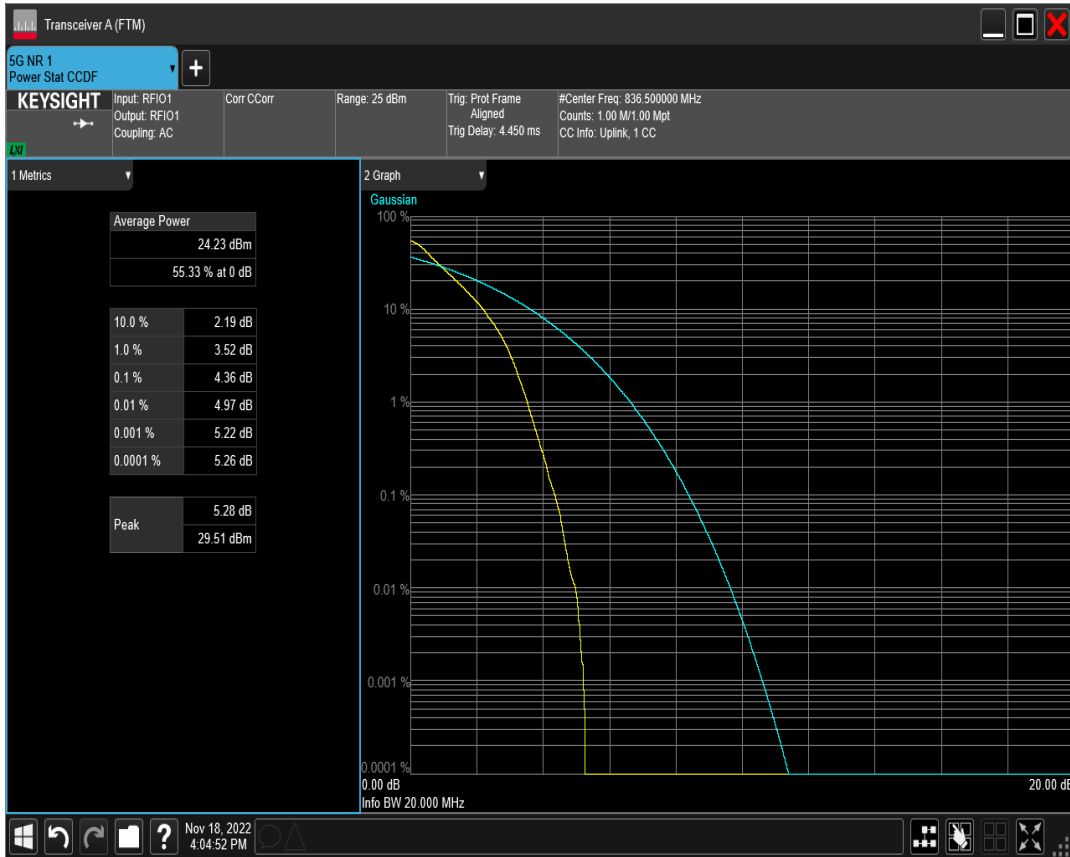 Transceiver A (FTM)
5G NR 1
Power Stat CCDF
+
KEYSIGHT
LXI
Input: RFIO1
Output: RFIO1
Coupling: AC
Corr CCorr
Range: 25 dBm
Trig: Prot Frame
Aligned
Trig Delay: 4.450 ms
#Center Freq: 836.500000 MHz
Counts: 1.00 M/1.00 Mpt
CC Info: Uplink, 1 CC
1 Metrics
Average Power
24.23 dBm
55.33 % at 0 dB
10.0 % 2.19 dB
1.0 % 3.52 dB
0.1 % 4.36 dB
0.01 % 4.97 dB
0.001 % 5.22 dB
0.0001 % 5.26 dB
Peak
5.28 dB
29.51 dBm
2 Graph
Gaussian
100 %
10 %
1 %
0.1 %
0.01 %
0.001 %
0.0001 %
0.00 dB 20.00 dB
Info BW 20.000 MHz
?
Nov 18, 2022
4:04:52 PM